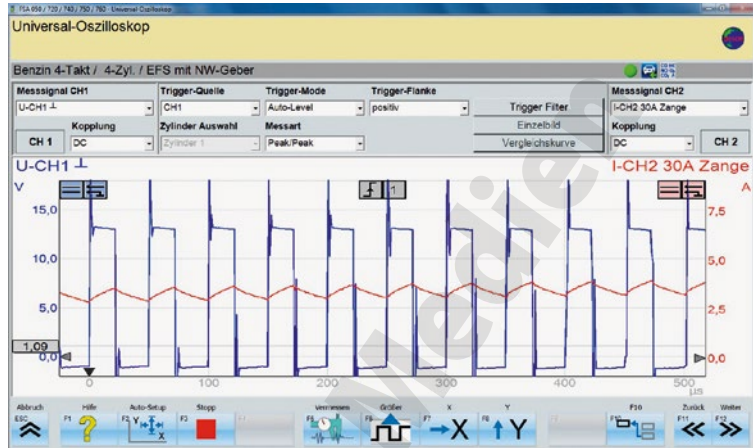 FSA 050 / 720 / 740 / 750 / 760 - Universal-Oszilloskop
Universal-Oszilloskop
Benzin 4-Takt / 4-Zyl. / EFS mit NW-Geber
Messsignal CH1 Trigger-Quelle Trigger-Mode Trigger-Flanke Messsignal CH2
U-CH1 ⊥ CH1 Auto-Level positiv Trigger Filter I-CH2 30A Zange
Kopplung Zylinder Auswahl Messart Einzelbild Kopplung
CH 1 DC Zylinder 1 Peak/Peak Vergleichskurve DC CH 2
U-CH1 ⊥ I-CH2 30A Zange
V 1 A
15,0 7,5
10,0 5,0
5,0 2,5
1,09
0,0 0,0
0 100 200 300 400 500
µs
Medien
Abbruch Hilfe Auto-Setup Stopp Vermessen Größer X Y F10 Zurück Weiter
ESC F1 ? F2 Y X F3 F5 F6 F7 X F8 Y F10 F11 F12